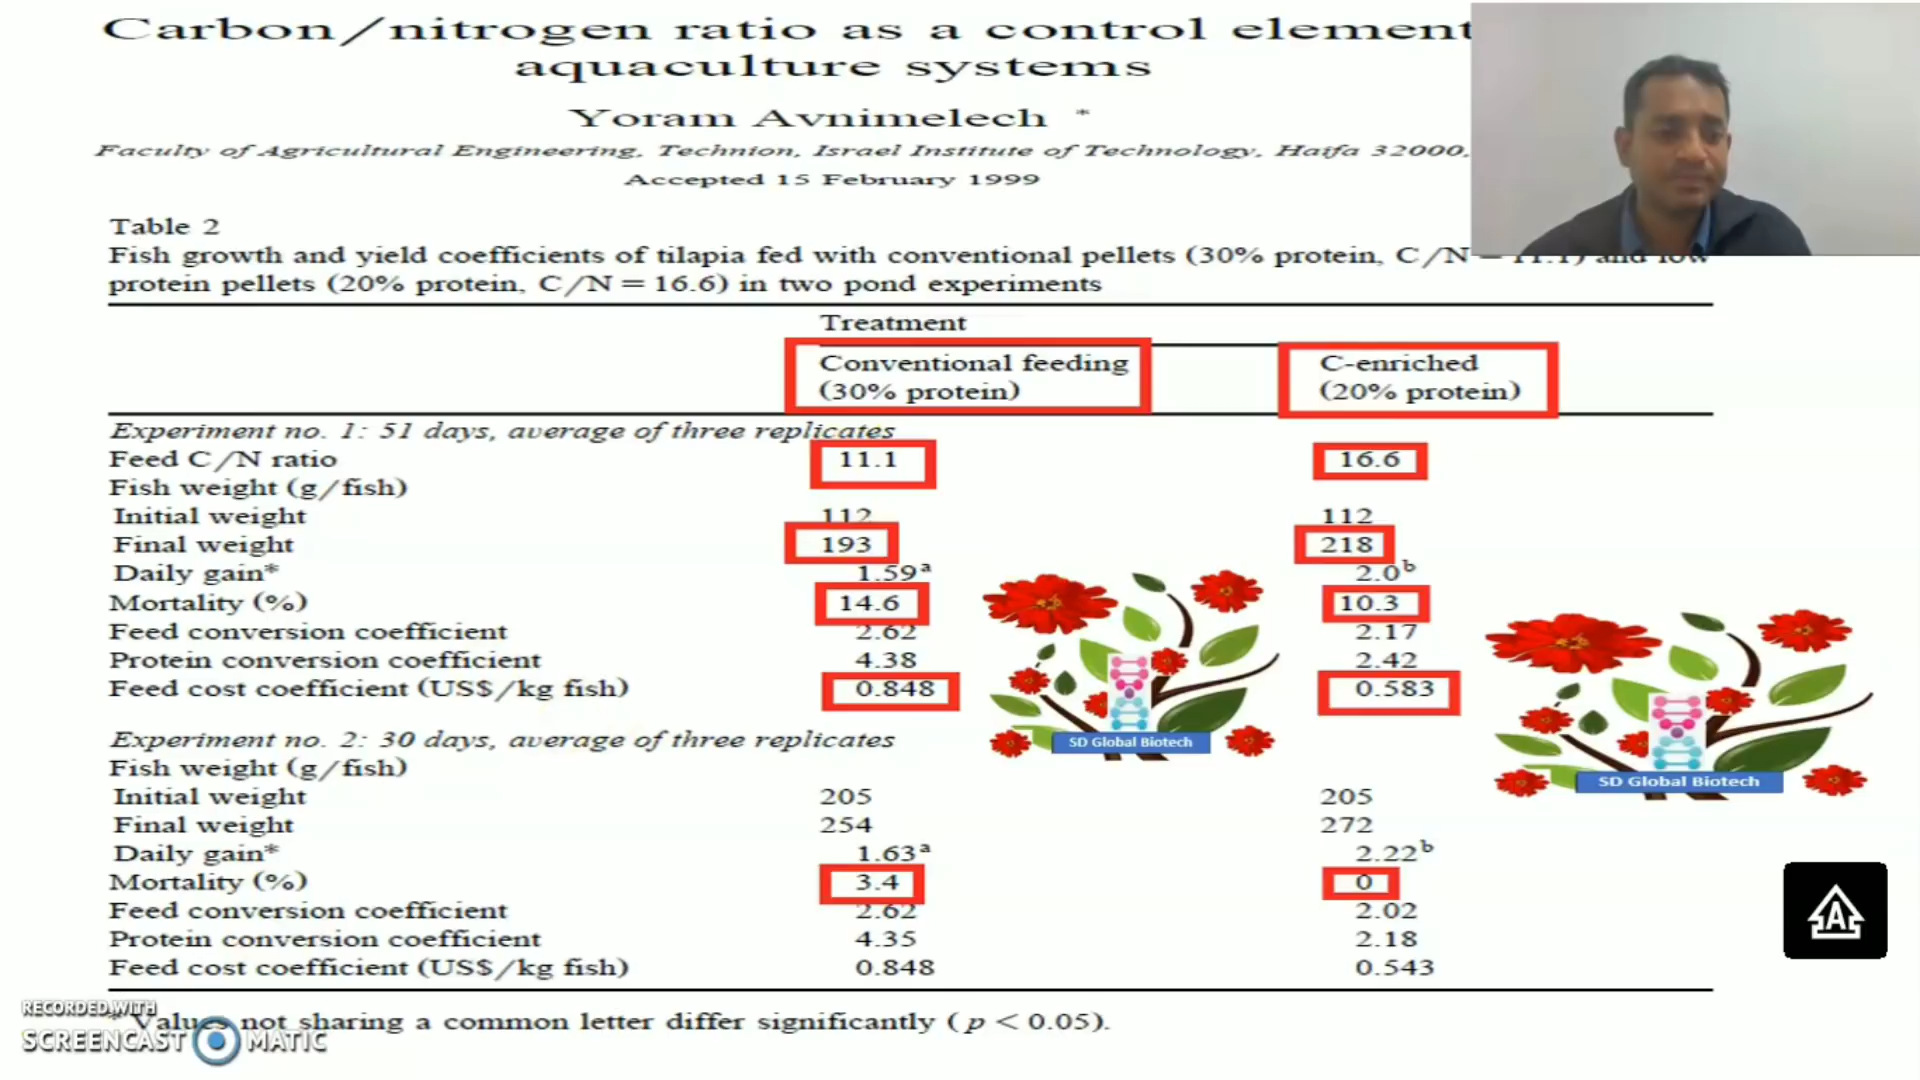 Carbon/nitrogen ratio as a control element
aquaculture systems
Yoram Avnimelech *
Faculty of Agricultural Engineering, Technion, Israel Institute of Technology, Haifa 32000,
Accepted 15 February 1999
Table 2
Fish growth and yield coefficients of tilapia fed with conventional pellets (30% protein, C/N = 11.1) and low
protein pellets (20% protein, C/N = 16.6) in two pond experiments
Treatment
Conventional feeding C-enriched
(30% protein) (20% protein)
Experiment no. 1: 51 days, average of three replicates
Feed C/N ratio 11.1 16.6
Fish weight (g/fish)
Initial weight 112 112
Final weight 193 218
Daily gain* 1.59a 2.0b
Mortality (%) 14.6 10.3
Feed conversion coefficient 2.62 2.17
Protein conversion coefficient 4.38 2.42
Feed cost coefficient (US$/kg fish) 0.848 0.583
Experiment no. 2: 30 days, average of three replicates
Fish weight (g/fish)
Initial weight 205 205
Final weight 254 272
Daily gain* 1.63a 2.22b
Mortality (%) 3.4 0
Feed conversion coefficient 2.62 2.02
Protein conversion coefficient 4.35 2.18
Feed cost coefficient (US$/kg fish) 0.848 0.543
* Values not sharing a common letter differ significantly (p < 0.05).
SD Global Biotech
SD Global Biotech
A
RECORDED WITH
SCREENCAST MATIC